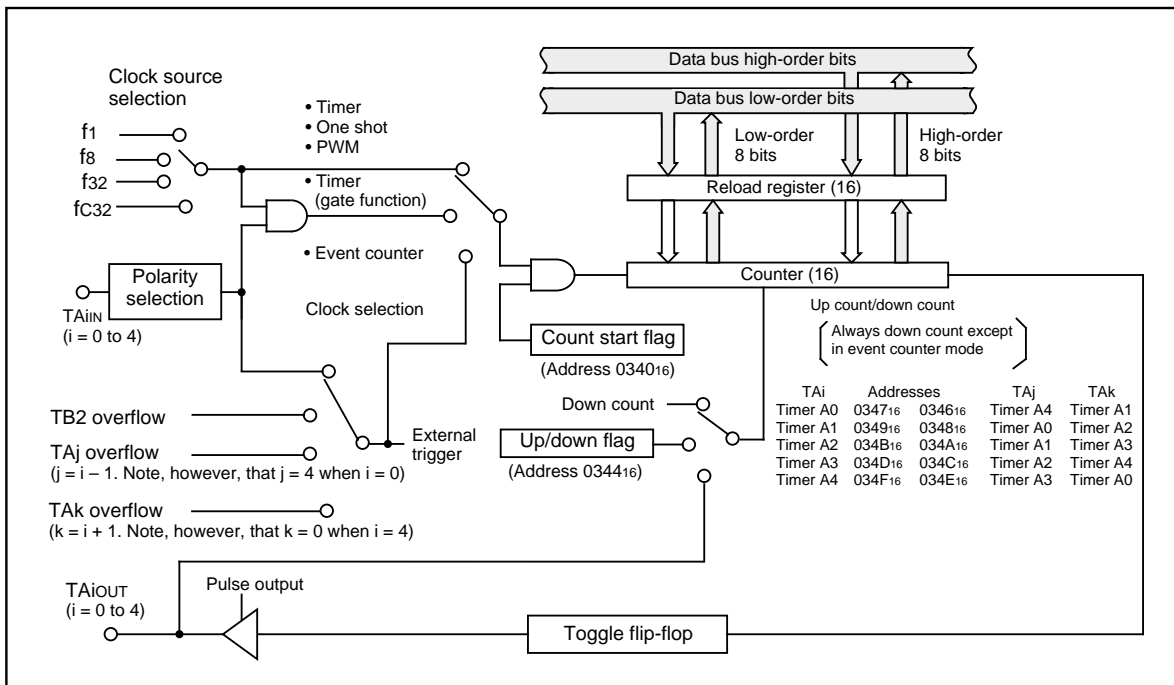 Data bus high-order bits
Data bus low-order bits
Clock source
selection
• Timer
• One shot
• PWM
f1
f8
f32
fC32
Low-order
8 bits
High-order
8 bits
Reload register (16)
• Timer
(gate function)
• Event counter
Polarity
selection
Counter (16)
TAiIN
(i = 0 to 4)
Clock selection
Up count/down count
Count start flag
(Address 034016)
(Always down count except
in event counter mode)
TAi Addresses TAj TAk
Timer A0 034716 034616 Timer A4 Timer A1
Timer A1 034916 034816 Timer A0 Timer A2
Timer A2 034B16 034A16 Timer A1 Timer A3
Timer A3 034D16 034C16 Timer A2 Timer A4
Timer A4 034F16 034E16 Timer A3 Timer A0
TB2 overflow
Down count
External
trigger
Up/down flag
(Address 034416)
TAj overflow
(j = i – 1. Note, however, that j = 4 when i = 0)
TAk overflow
(k = i + 1. Note, however, that k = 0 when i = 4)
TAiOUT
(i = 0 to 4)
Pulse output
Toggle flip-flop